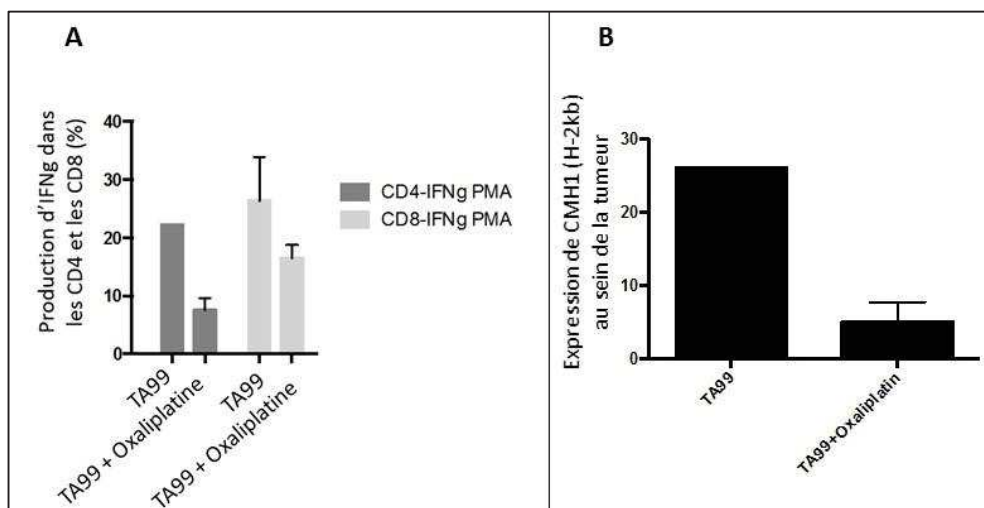 A
Production d'IFNg dans
les CD4 et les CD8 (%)
40
30
20
10
0
TA99
TA99 + Oxaliplatine
TA99
TA99 + Oxaliplatine
CD4-IFNg PMA
CD8-IFNg PMA
B
Expression de CMH1 (H-2kb)
au sein de la tumeur
30
20
10
0
TA99
TA99+Oxaliplatin